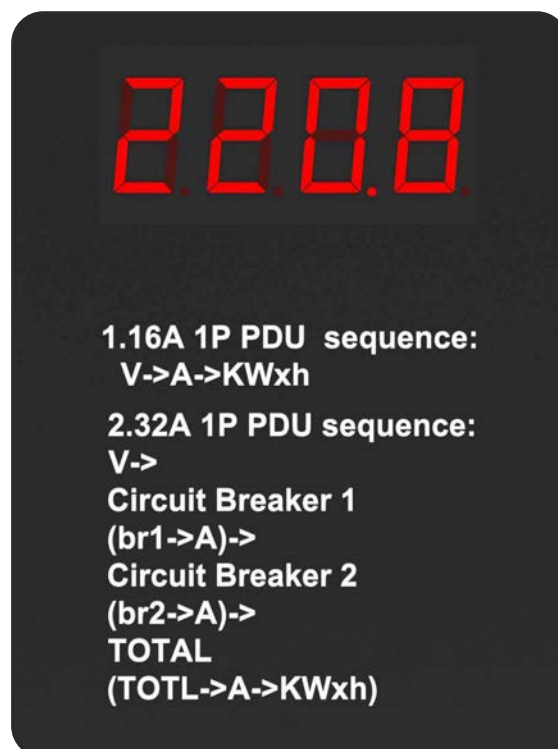 220.8
1.16A 1P PDU sequence:
V->A->KWxh
2.32A 1P PDU sequence:
V->
Circuit Breaker 1
(br1->A)->
Circuit Breaker 2
(br2->A)->
TOTAL
(TOTL->A->KWxh)